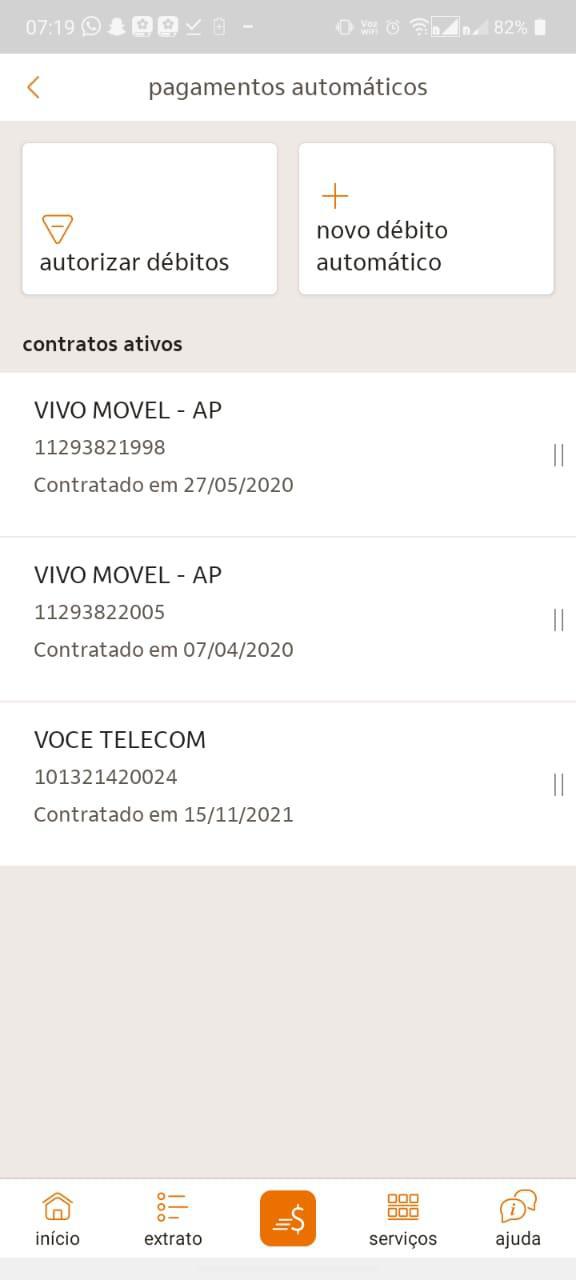 07:19
Voz
WiFi
82%
pagamentos automáticos
autorizar débitos
novo débito
automático
contratos ativos
VIVO MOVEL - AP
11293821998
Contratado em 27/05/2020
VIVO MOVEL - AP
11293822005
Contratado em 07/04/2020
VOCE TELECOM
101321420024
Contratado em 15/11/2021
início
extrato
serviços
ajuda